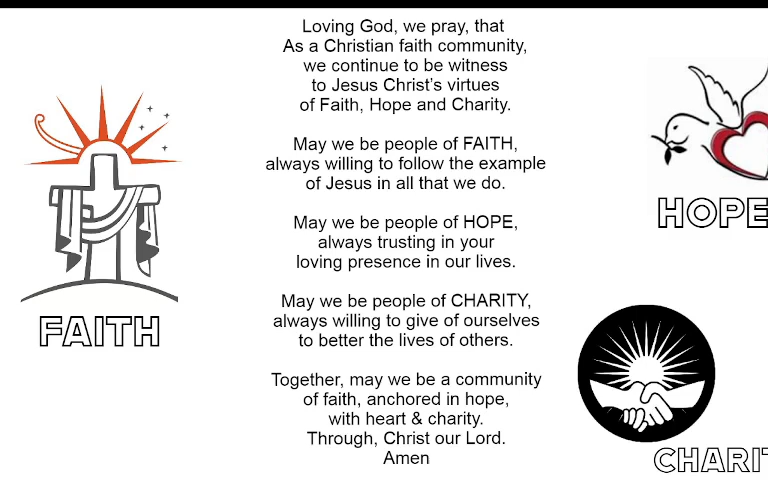 Loving God, we pray, that
As a Christian faith community,
we continue to be witness
to Jesus Christ's virtues
of Faith, Hope and Charity.
May we be people of FAITH,
always willing to follow the example
of Jesus in all that we do.
May we be people of HOPE,
always trusting in your
loving presence in our lives.
May we be people of CHARITY,
always willing to give of ourselves
to better the lives of others.
Together, may we be a community
of faith, anchored in hope,
with heart & charity.
Through, Christ our Lord.
Amen
FAITH
HOPE
CHARIT